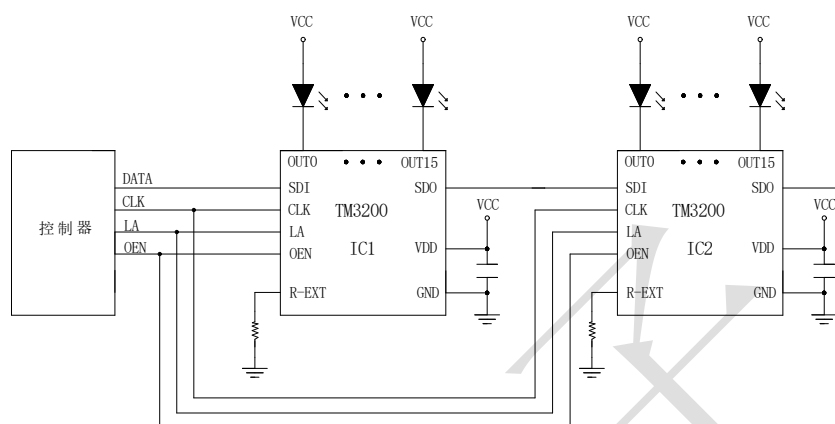 VCC
VCC
VCC
VCC
OUT0
OUT15
OUT0
OUT15
控制器
DATA
CLK
LA
OEN
SDI
CLK
LA
OEN
R-EXT
TM3200
IC1
SDO
VDD
GND
VCC
SDI
CLK
LA
OEN
R-EXT
TM3200
IC2
SDO
VDD
GND
VCC